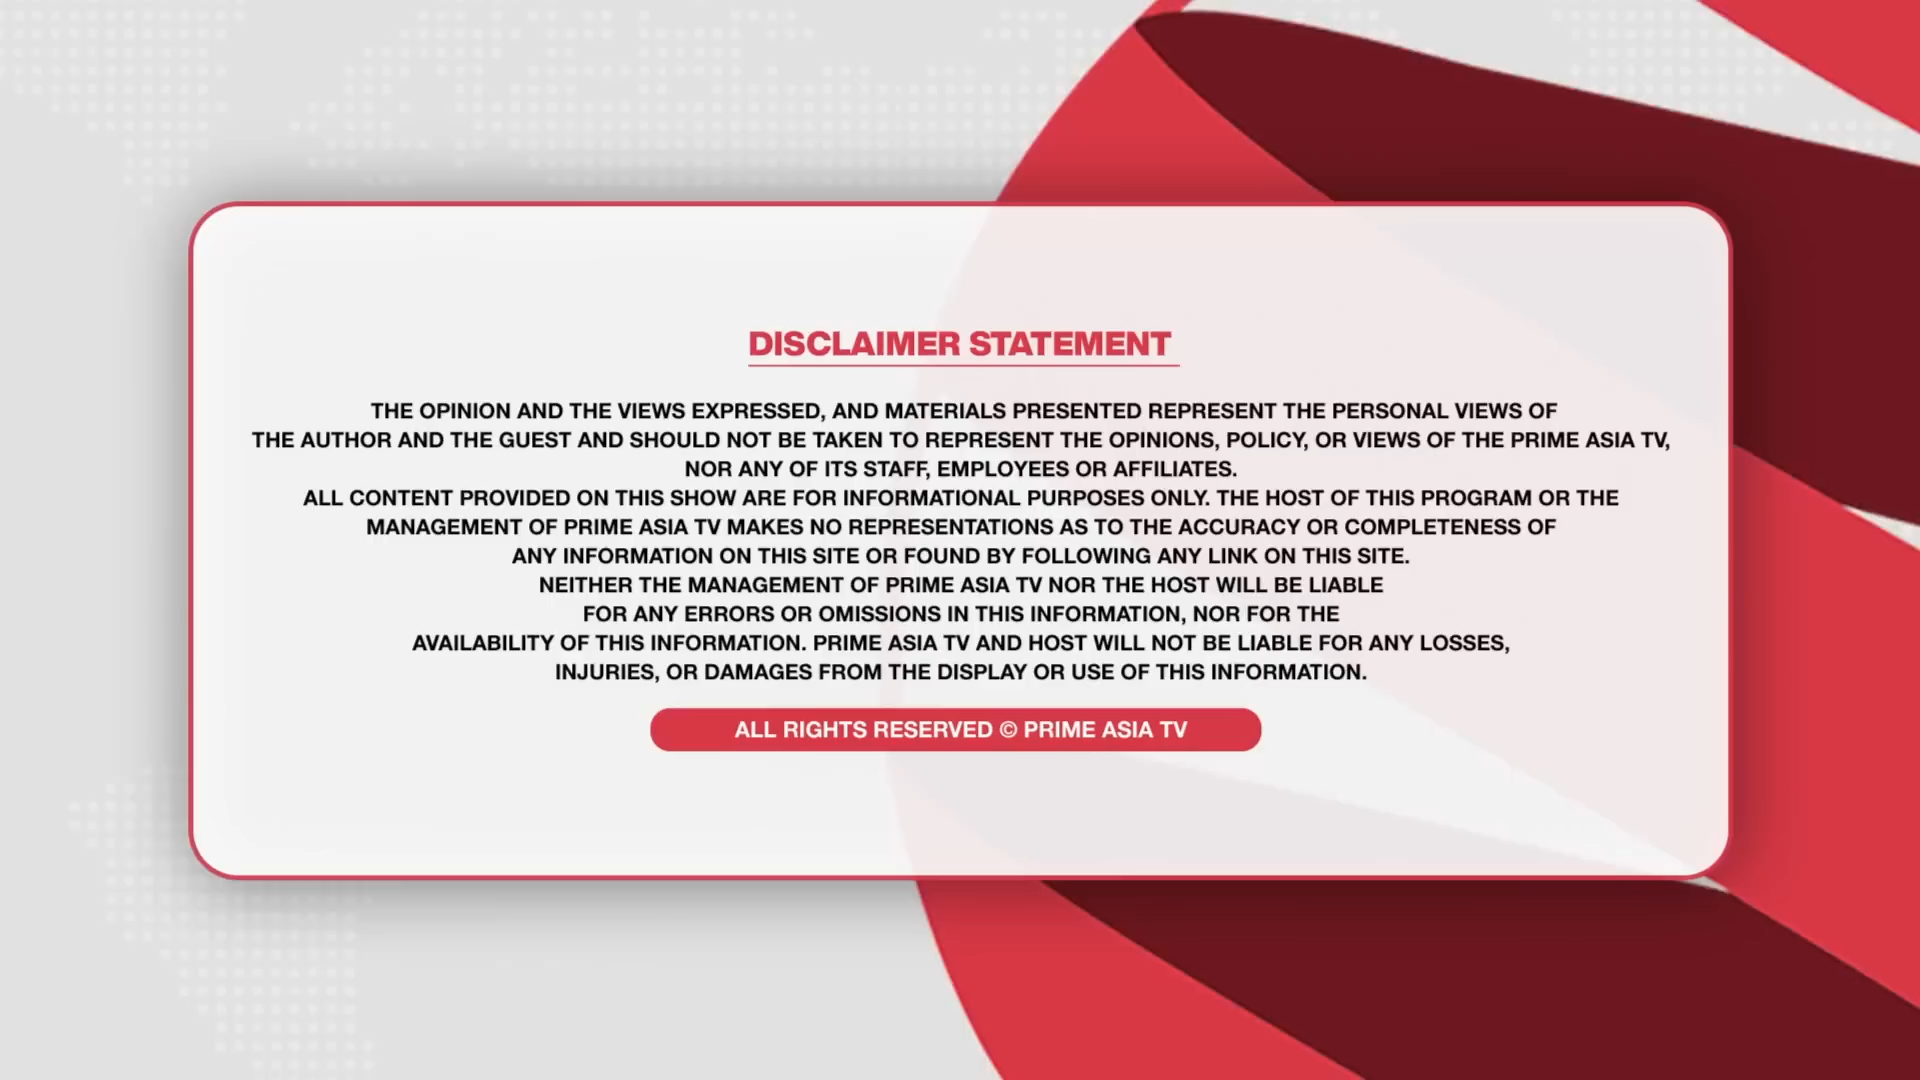 DISCLAIMER STATEMENT
THE OPINION AND THE VIEWS EXPRESSED, AND MATERIALS PRESENTED REPRESENT THE PERSONAL VIEWS OF
THE AUTHOR AND THE GUEST AND SHOULD NOT BE TAKEN TO REPRESENT THE OPINIONS, POLICY, OR VIEWS OF THE PRIME ASIA TV,
NOR ANY OF ITS STAFF, EMPLOYEES OR AFFILIATES.
ALL CONTENT PROVIDED ON THIS SHOW ARE FOR INFORMATIONAL PURPOSES ONLY. THE HOST OF THIS PROGRAM OR THE
MANAGEMENT OF PRIME ASIA TV MAKES NO REPRESENTATIONS AS TO THE ACCURACY OR COMPLETENESS OF
ANY INFORMATION ON THIS SITE OR FOUND BY FOLLOWING ANY LINK ON THIS SITE.
NEITHER THE MANAGEMENT OF PRIME ASIA TV NOR THE HOST WILL BE LIABLE
FOR ANY ERRORS OR OMISSIONS IN THIS INFORMATION, NOR FOR THE
AVAILABILITY OF THIS INFORMATION. PRIME ASIA TV AND HOST WILL NOT BE LIABLE FOR ANY LOSSES,
INJURIES, OR DAMAGES FROM THE DISPLAY OR USE OF THIS INFORMATION.
ALL RIGHTS RESERVED © PRIME ASIA TV